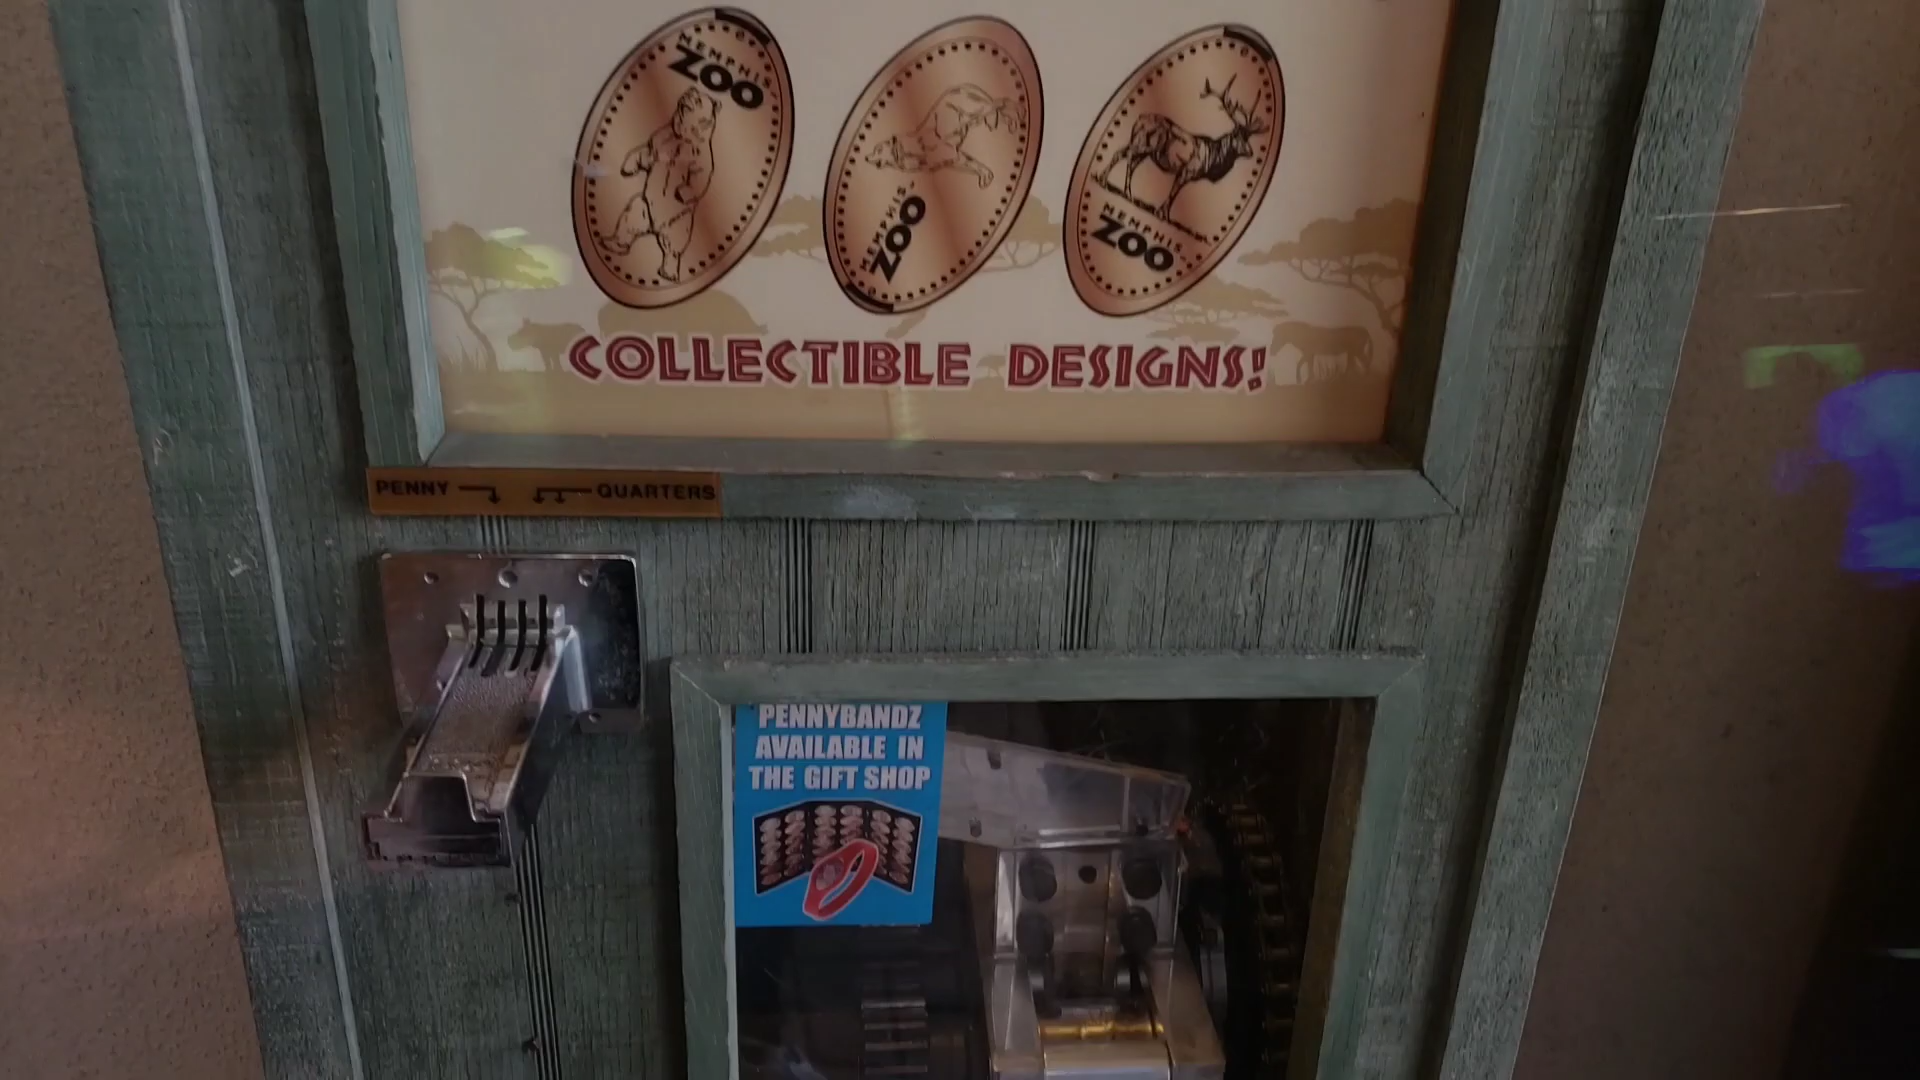 MEMPHIS
ZOO
MEMPHIS
ZOO
MEMPHIS
ZOO
COLLECTIBLE DESIGNS!
PENNY QUARTERS
PENNYBANDZ
AVAILABLE IN
THE GIFT SHOP